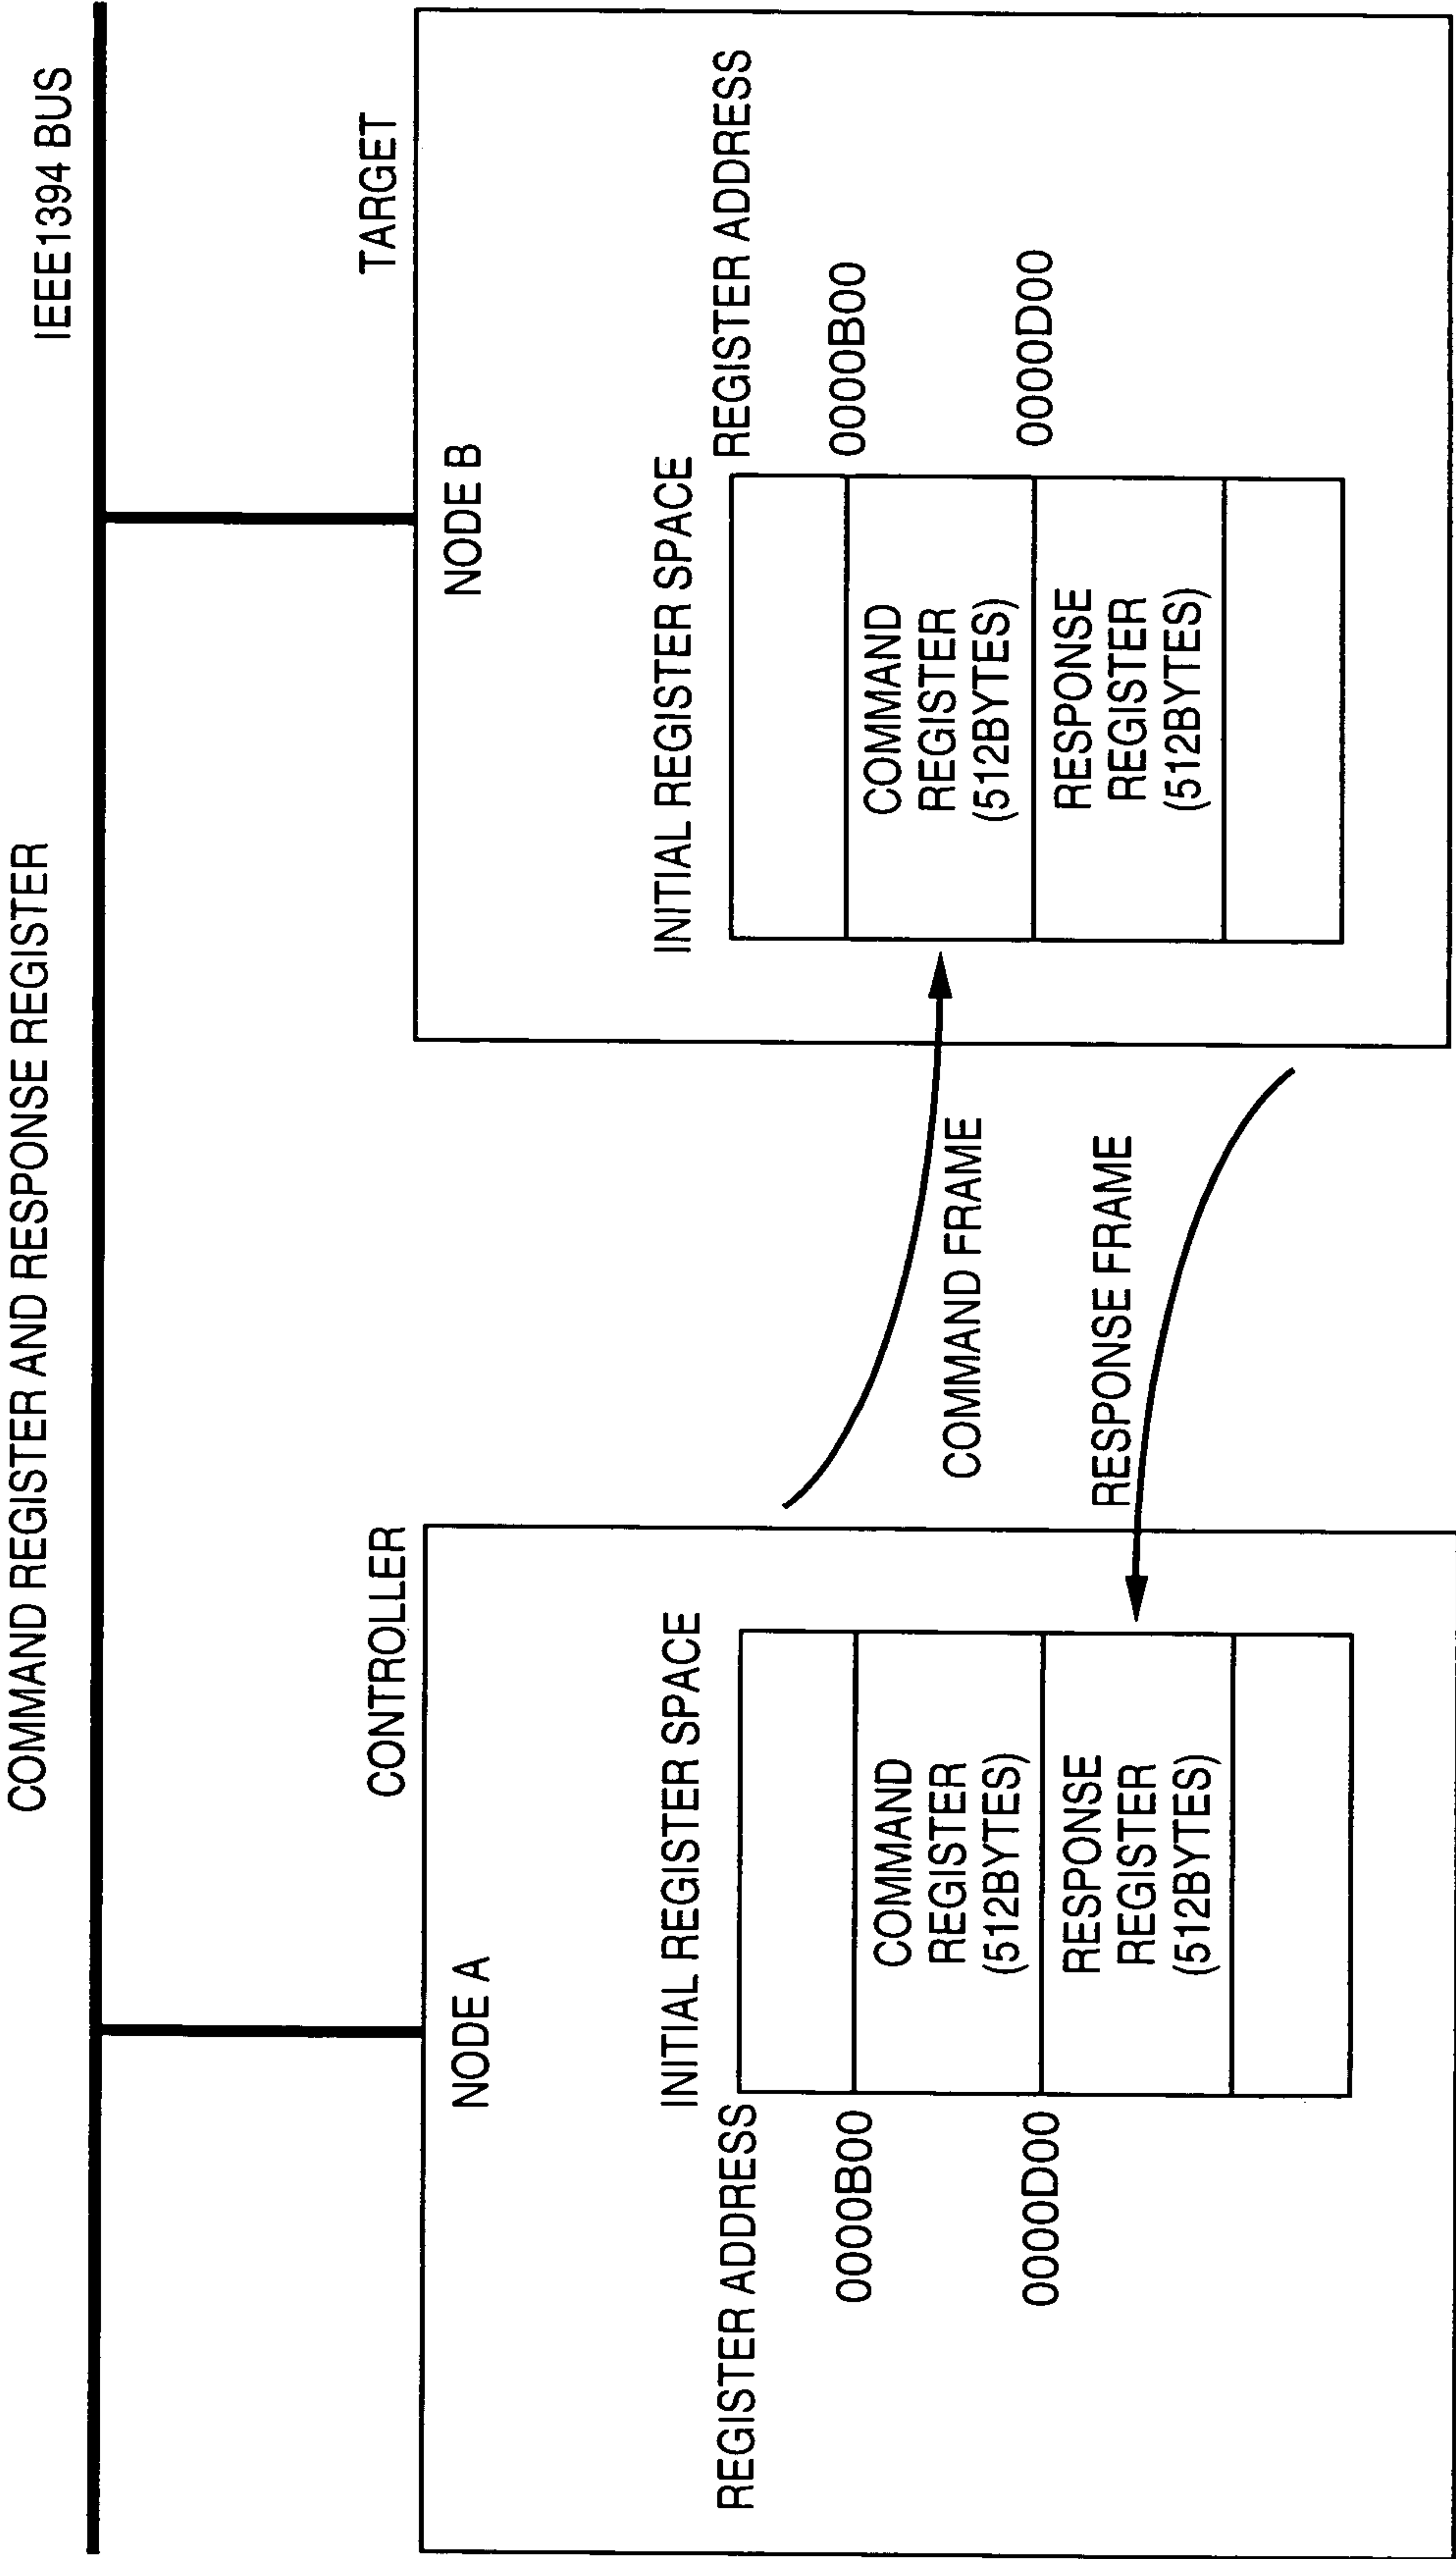 COMMAND REGISTER AND RESPONSE REGISTER
IEEE1394 BUS
CONTROLLER
NODE A
INITIAL REGISTER SPACE
REGISTER ADDRESS
0000B00
0000D00
COMMAND
REGISTER
(512BYTES)
RESPONSE
REGISTER
(512BYTES)
COMMAND FRAME
RESPONSE FRAME
TARGET
NODE B
INITIAL REGISTER SPACE
REGISTER ADDRESS
0000B00
0000D00
COMMAND
REGISTER
(512BYTES)
RESPONSE
REGISTER
(512BYTES)